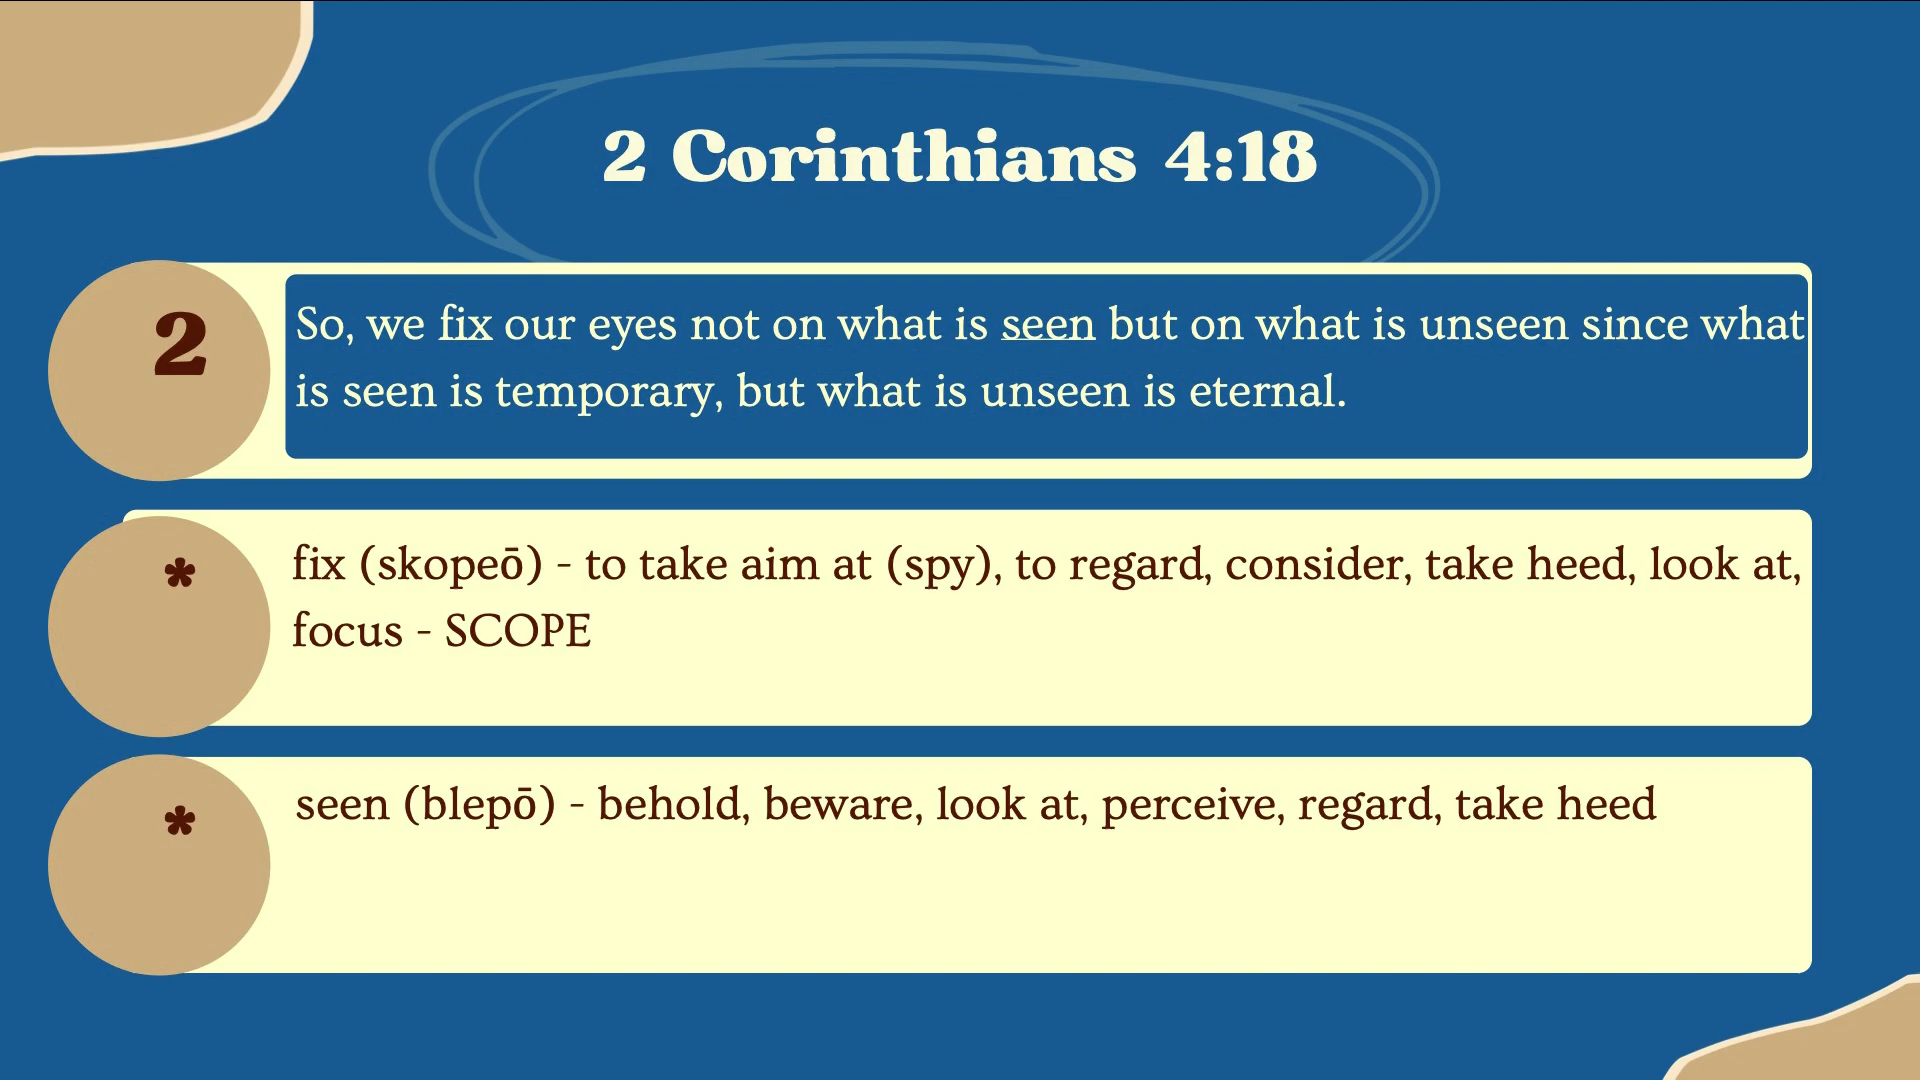 2 Corinthians 4:18
2
So, we fix our eyes not on what is seen but on what is unseen since what
is seen is temporary, but what is unseen is eternal.
*
fix (skopeō) - to take aim at (spy), to regard, consider, take heed, look at,
focus - SCOPE
*
seen (blepō) - behold, beware, look at, perceive, regard, take heed